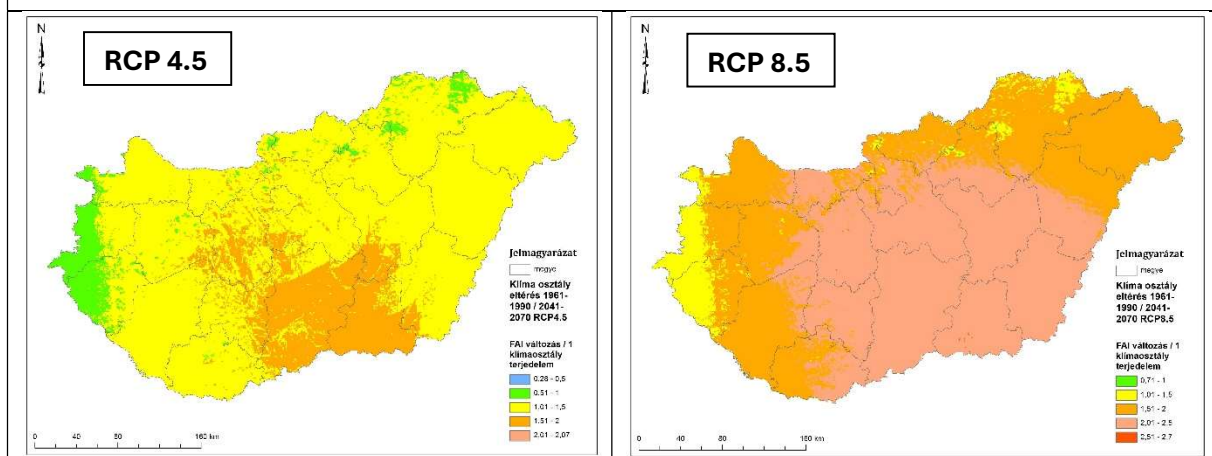 N
RCP 4.5
Jelmagyarázat
megye
Klíma osztály
eltérés 1961-
1990 / 2041-
2070 RCP4.5
FAI változás / 1
klímaosztály
terjedelem
0,28 - 0,5
0,51 - 1
1,01 - 1,5
1,51 - 2
2,01 - 2,07
0 40 80 160 km
N
RCP 8.5
Jelmagyarázat
megye
Klíma osztály
eltérés 1961-
1990 / 2041-
2070 RCP8.5
FAI változás / 1
klímaosztály
terjedelem
0,71 - 1
1,01 - 1,5
1,51 - 2
2,01 - 2,5
2,51 - 2,7
0 40 80 160 km